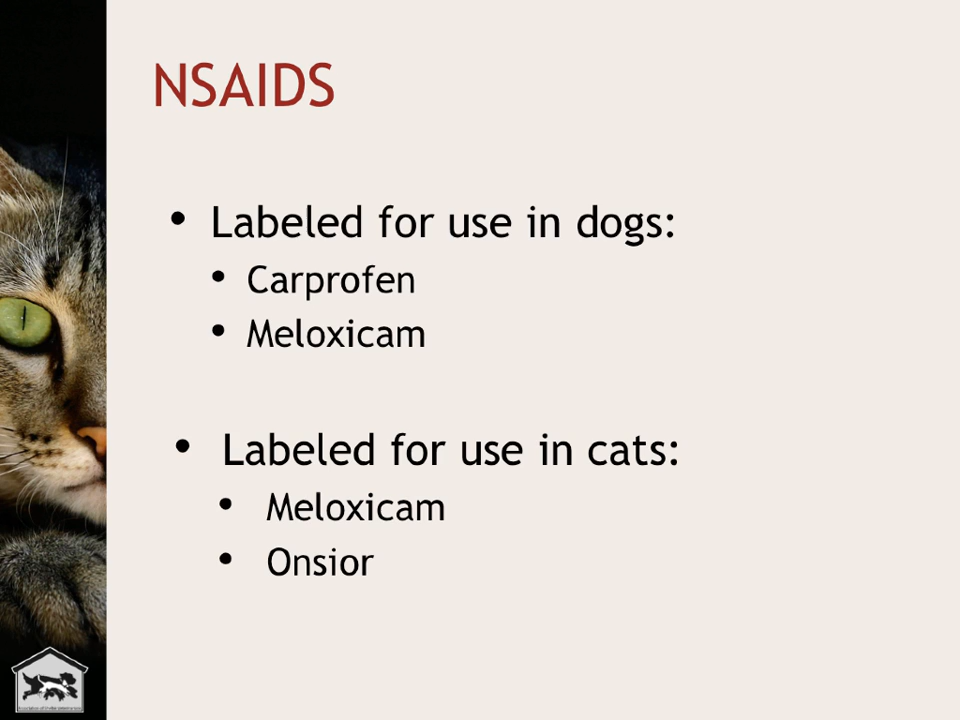 NSAIDS
• Labeled for use in dogs:
• Carprofen
• Meloxicam
• Labeled for use in cats:
• Meloxicam
• Onsior